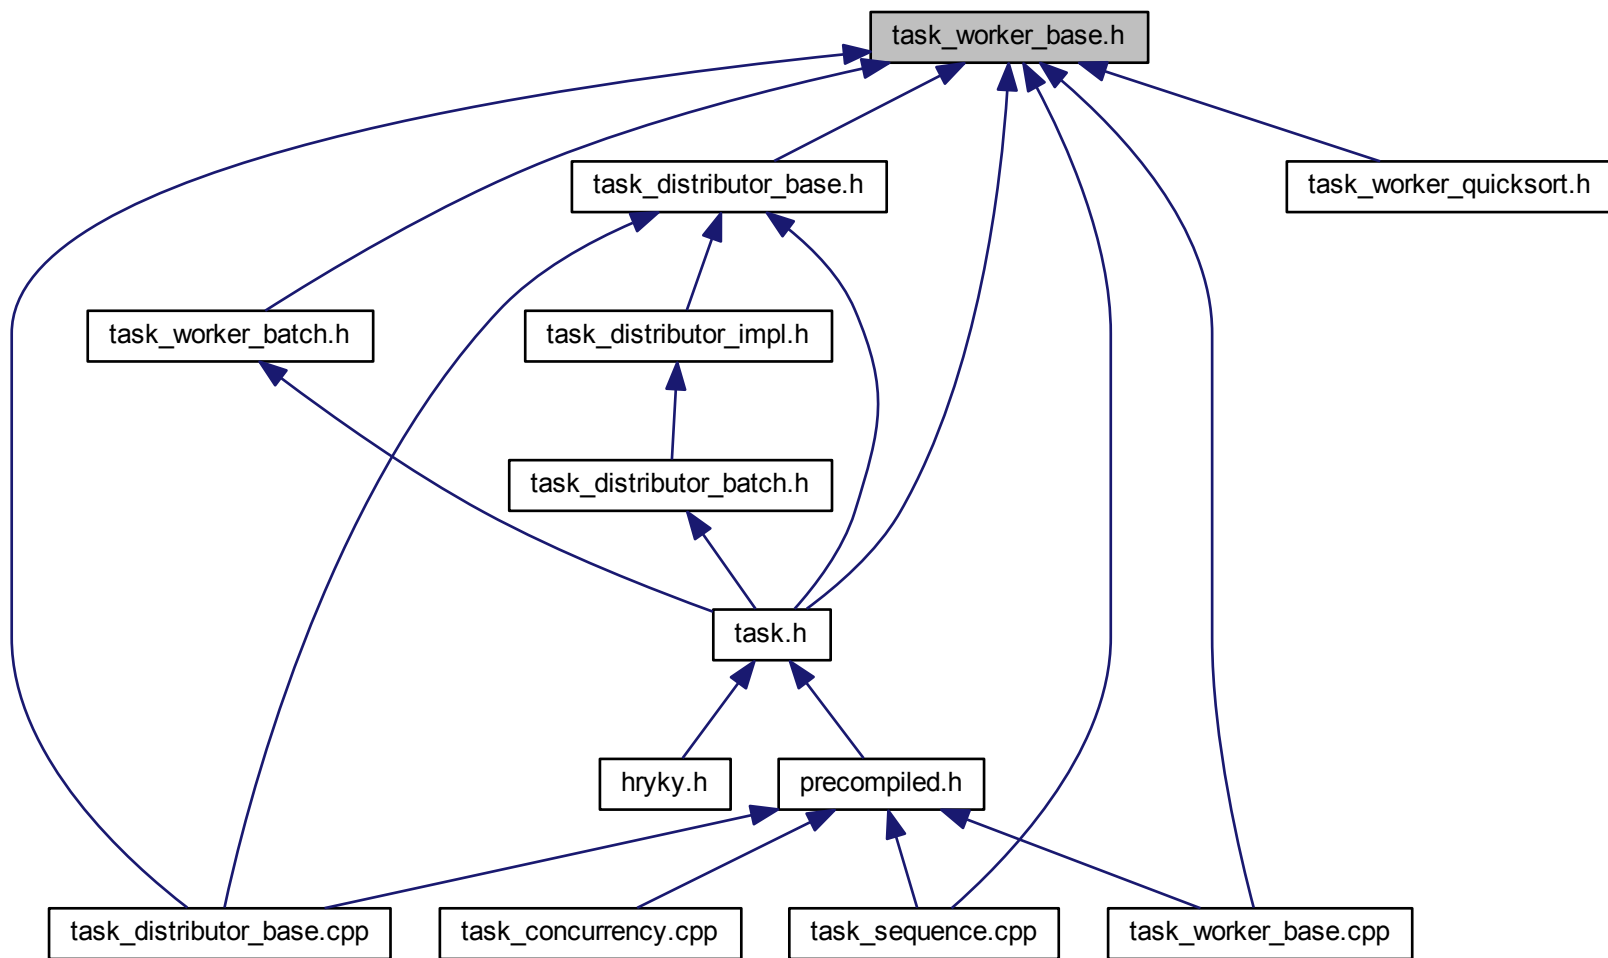 task_worker_base.h
task_distributor_base.h
task_worker_quicksort.h
task_worker_batch.h
task_distributor_impl.h
task_distributor_batch.h
task.h
hryky.h
precompiled.h
task_distributor_base.cpp
task_concurrency.cpp
task_sequence.cpp
task_worker_base.cpp